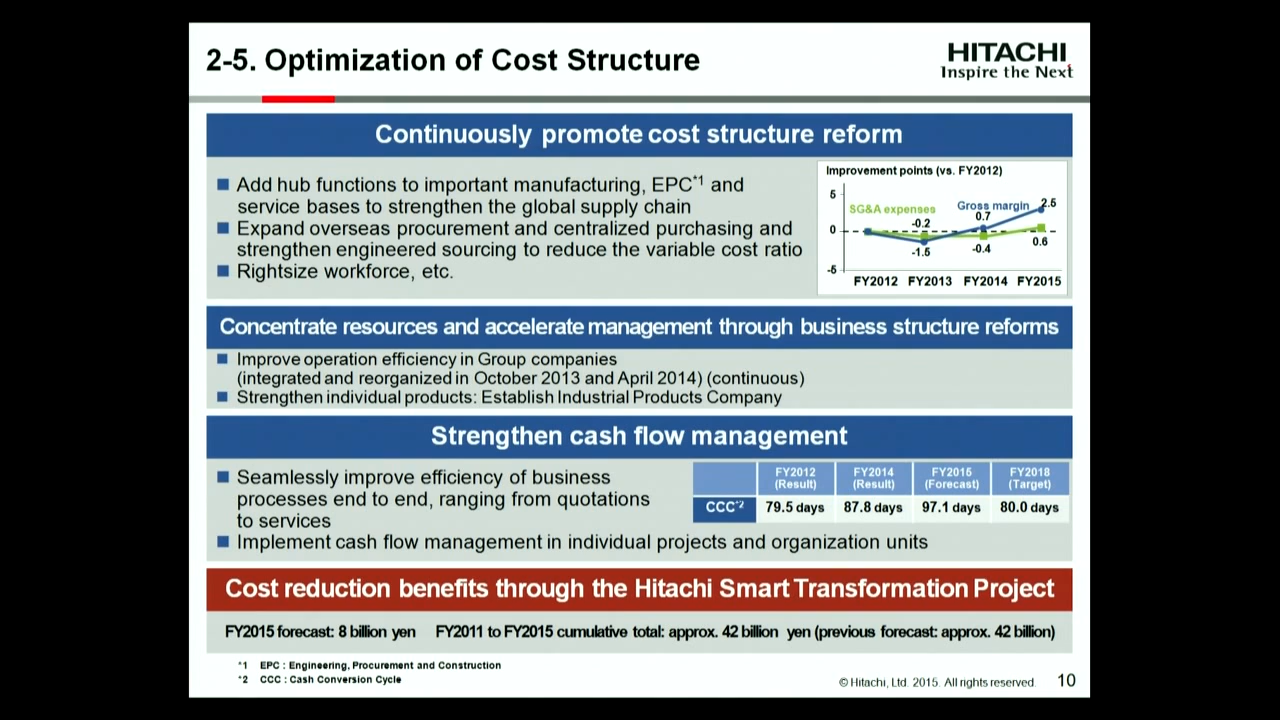 2-5. Optimization of Cost Structure
HITACHI
Inspire the Next
Continuously promote cost structure reform
■ Add hub functions to important manufacturing, EPC*1 and
service bases to strengthen the global supply chain
■ Expand overseas procurement and centralized purchasing and
strengthen engineered sourcing to reduce the variable cost ratio
■ Rightsize workforce, etc.
Improvement points (vs. FY2012)
5
SG&A expenses
Gross margin
2.5
-0.2
0.7
0
-1.5
-0.4
0.6
-5
FY2012 FY2013 FY2014 FY2015
Concentrate resources and accelerate management through business structure reforms
■ Improve operation efficiency in Group companies
(integrated and reorganized in October 2013 and April 2014) (continuous)
■ Strengthen individual products: Establish Industrial Products Company
Strengthen cash flow management
■ Seamlessly improve efficiency of business
processes end to end, ranging from quotations
to services
■ Implement cash flow management in individual projects and organization units
FY2012 FY2014 FY2015 FY2018
(Result) (Result) (Forecast) (Target)
CCC*2 79.5 days 87.8 days 97.1 days 80.0 days
Cost reduction benefits through the Hitachi Smart Transformation Project
FY2015 forecast: 8 billion yen FY2011 to FY2015 cumulative total: approx. 42 billion yen (previous forecast: approx. 42 billion)
*1 EPC : Engineering, Procurement and Construction
*2 CCC : Cash Conversion Cycle
© Hitachi, Ltd. 2015. All rights reserved. 10